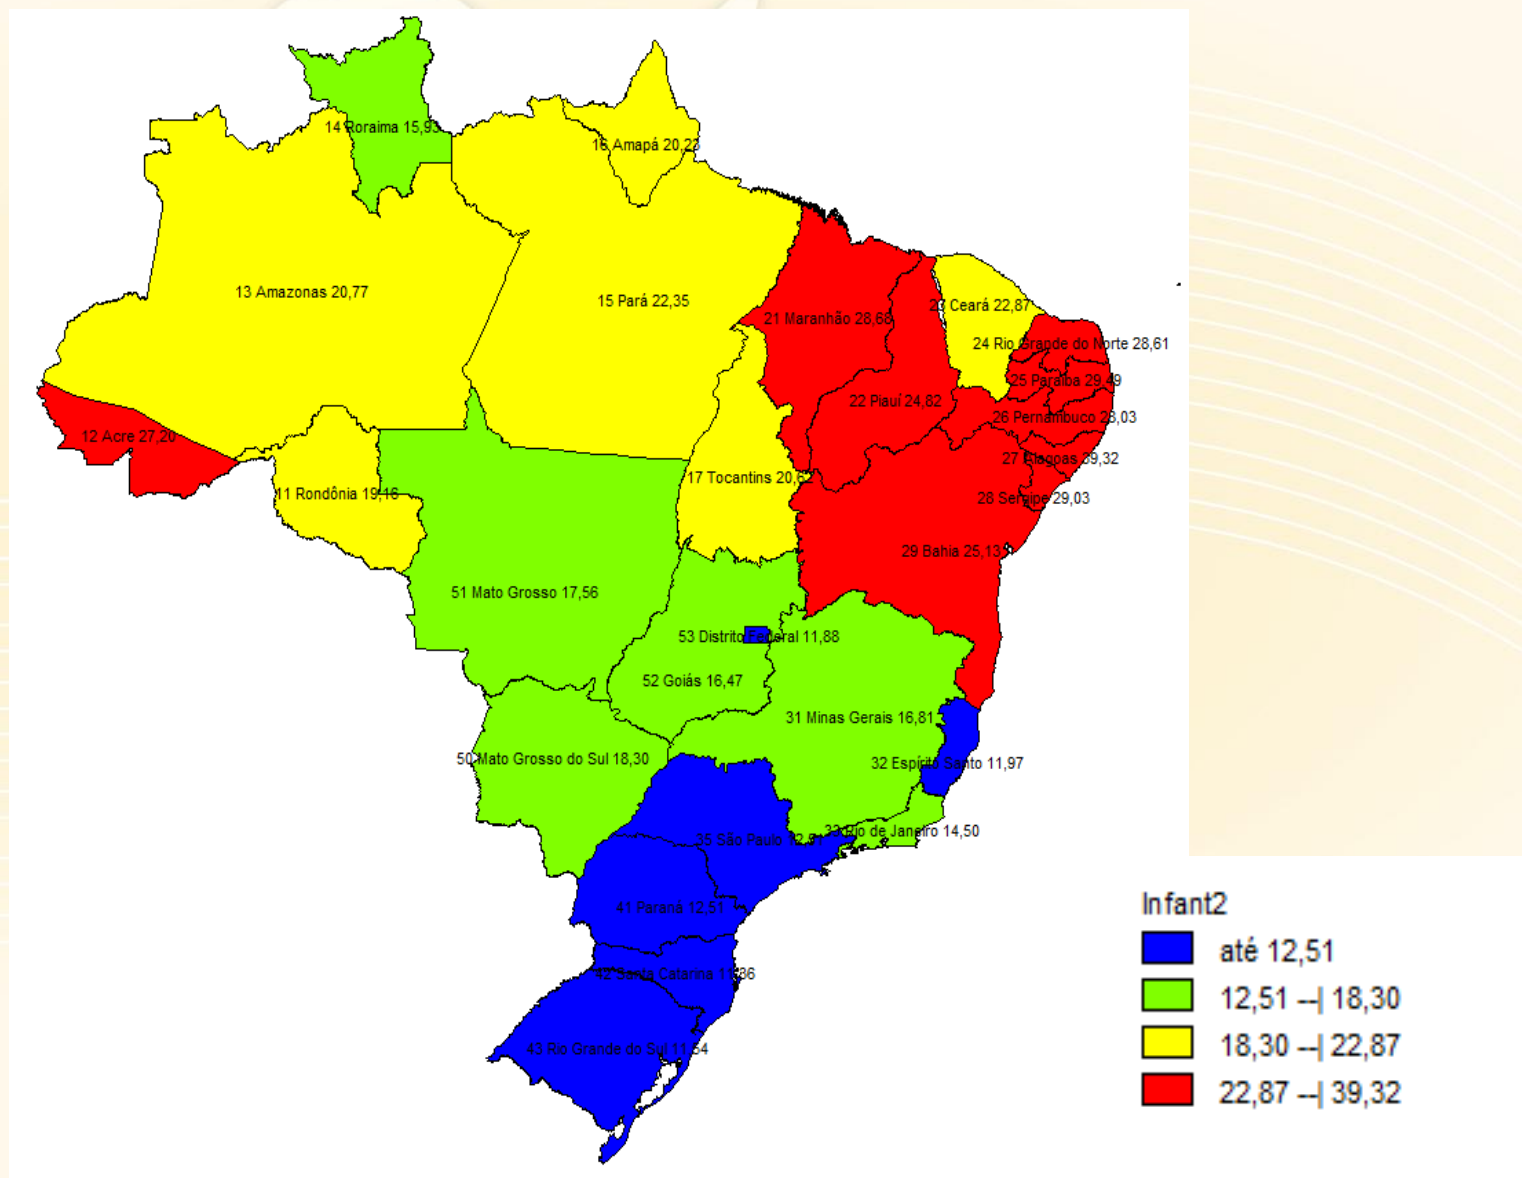 14 Roraima 15,93
16 Amapá 20,23
13 Amazonas 20,77
15 Pará 22,35
23 Ceará 22,87
21 Maranhão 28,68
24 Rio Grande do Norte 28,61
25 Paraíba 29,49
22 Piauí 24,82
26 Pernambuco 28,03
12 Acre 27,20
27 Alagoas 39,32
17 Tocantins 20,62
11 Rondônia 19,16
28 Sergipe 29,03
29 Bahia 25,13
51 Mato Grosso 17,56
53 Distrito Federal 11,88
52 Goiás 16,47
31 Minas Gerais 16,81
50 Mato Grosso do Sul 18,30
32 Espírito Santo 11,97
33 Rio de Janeiro 14,50
35 São Paulo
41 Paraná 12,51
42 Santa Catarina
43 Rio Grande do Sul 11,54
Infant2
até 12,51
12,51 --| 18,30
18,30 --| 22,87
22,87 --| 39,32